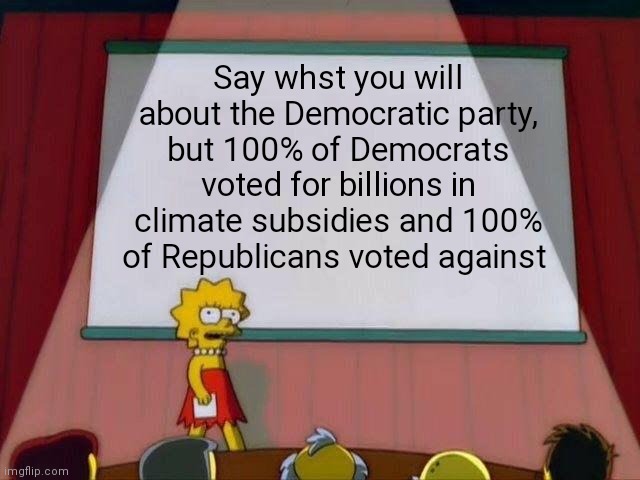 Say whst you will
about the Democratic party,
but 100% of Democrats
voted for billions in
climate subsidies and 100%
of Republicans voted against
imgflip.com